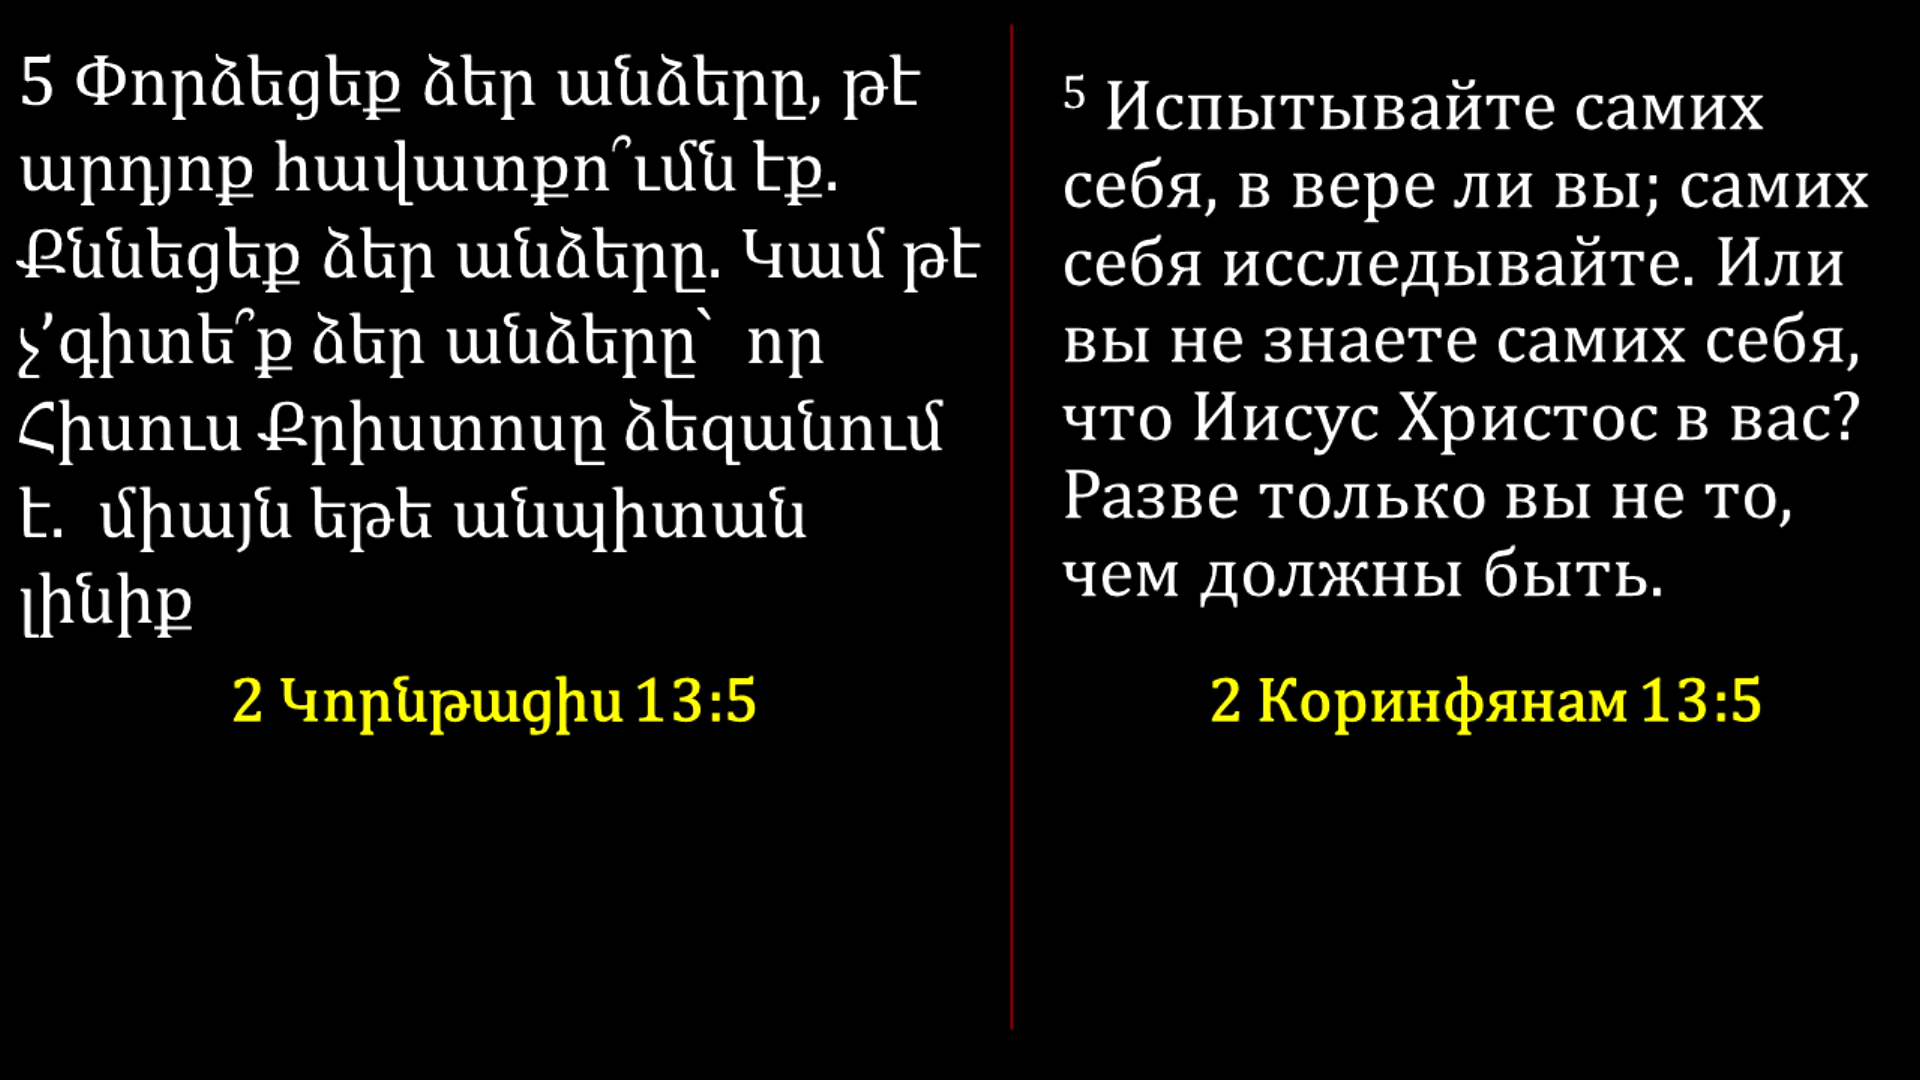 5 Փորձեցեք ձեր անձերը, թէ
արդյոք հավատքո՞ւմն էք.
Քննեցեք ձեր անձերը. Կամ թէ
չ՚գիտե՞ք ձեր անձերը՝  որ
Հիսուս Քրիստոսը ձեզանում
է.  միայն եթե անպիտան
լինիք
2 Կորնթացիս 13:5
5 Испытывайте самих
себя, в вере ли вы; самих
себя исследывайте. Или
вы не знаете самих себя,
что Иисус Христос в вас?
Разве только вы не то,
чем должны быть.
2 Коринфянам 13:5